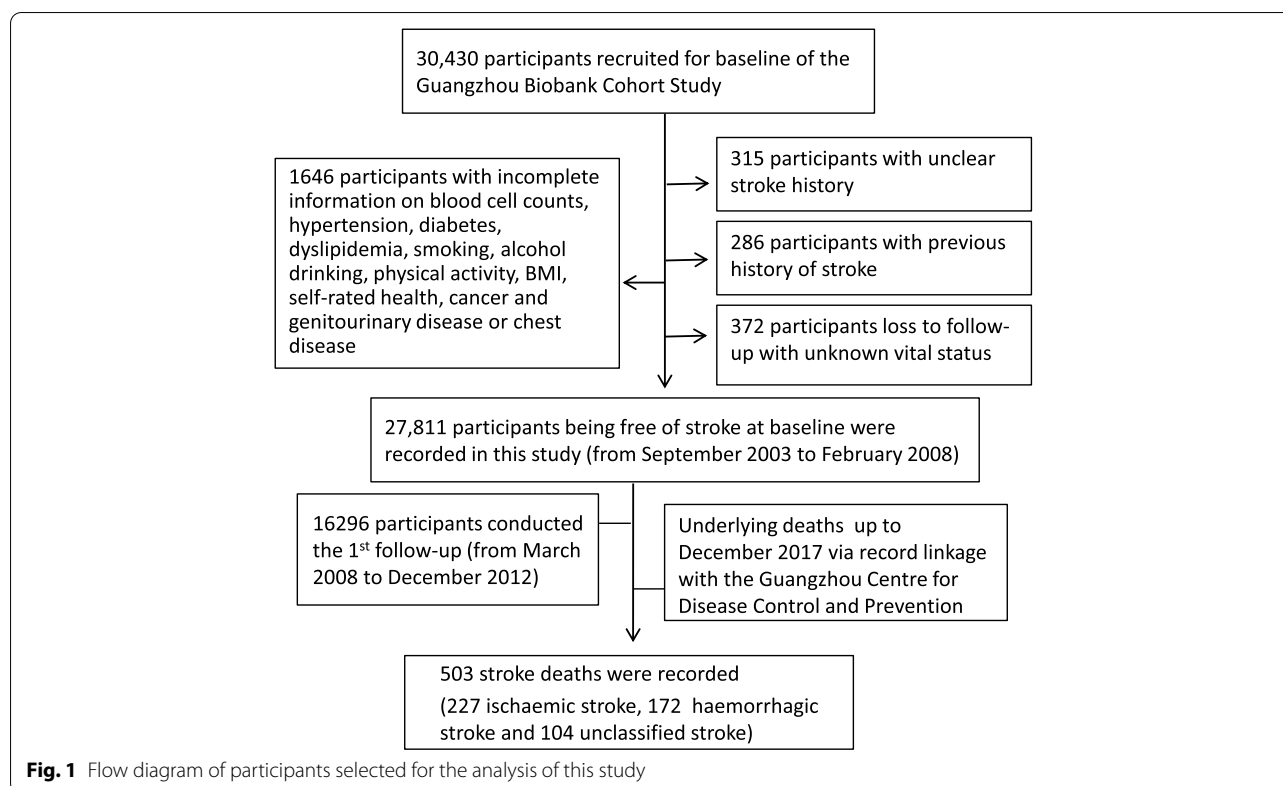 30,430 participants recruited for baseline of the
Guangzhou Biobank Cohort Study
1646 participants with incomplete
information on blood cell counts,
hypertension, diabetes,
dyslipidemia, smoking, alcohol
drinking, physical activity, BMI,
self-rated health, cancer and
genitourinary disease or chest
disease
315 participants with unclear
stroke history
286 participants with previous
history of stroke
372 participants loss to follow-
up with unknown vital status
27,811 participants being free of stroke at baseline were
recorded in this study (from September 2003 to February 2008)
16296 participants conducted
the 1st follow-up (from March
2008 to December 2012)
Underlying deaths up to
December 2017 via record linkage
with the Guangzhou Centre for
Disease Control and Prevention
503 stroke deaths were recorded
(227 ischaemic stroke, 172 haemorrhagic
stroke and 104 unclassified stroke)
Fig. 1 Flow diagram of participants selected for the analysis of this study